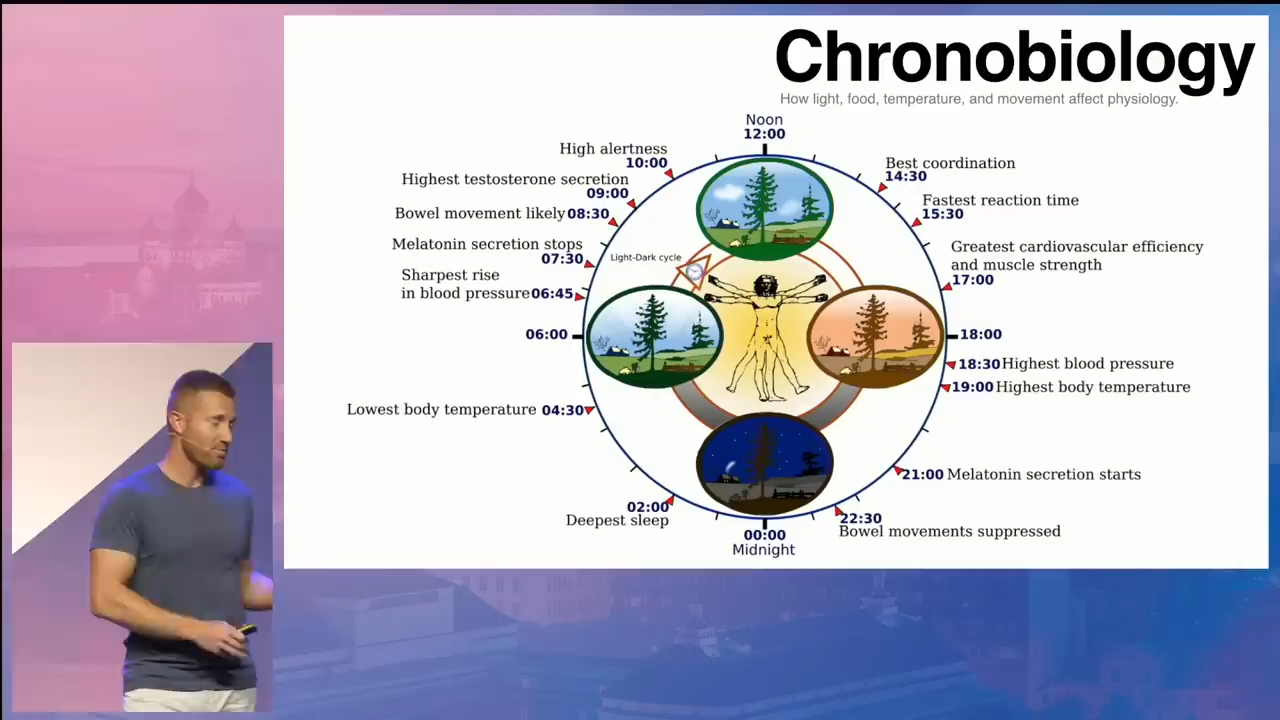 Chronobiology
How light, food, temperature, and movement affect physiology.
Noon
12:00
High alertness
10:00
Highest testosterone secretion
09:00
Bowel movement likely 08:30
Melatonin secretion stops
07:30
Sharpest rise
in blood pressure 06:45
06:00
Lowest body temperature 04:30
02:00
Deepest sleep
00:00
Midnight
Light-Dark cycle
Best coordination
14:30
Fastest reaction time
15:30
Greatest cardiovascular efficiency
and muscle strength
17:00
18:00
18:30 Highest blood pressure
19:00 Highest body temperature
21:00 Melatonin secretion starts
22:30
Bowel movements suppressed